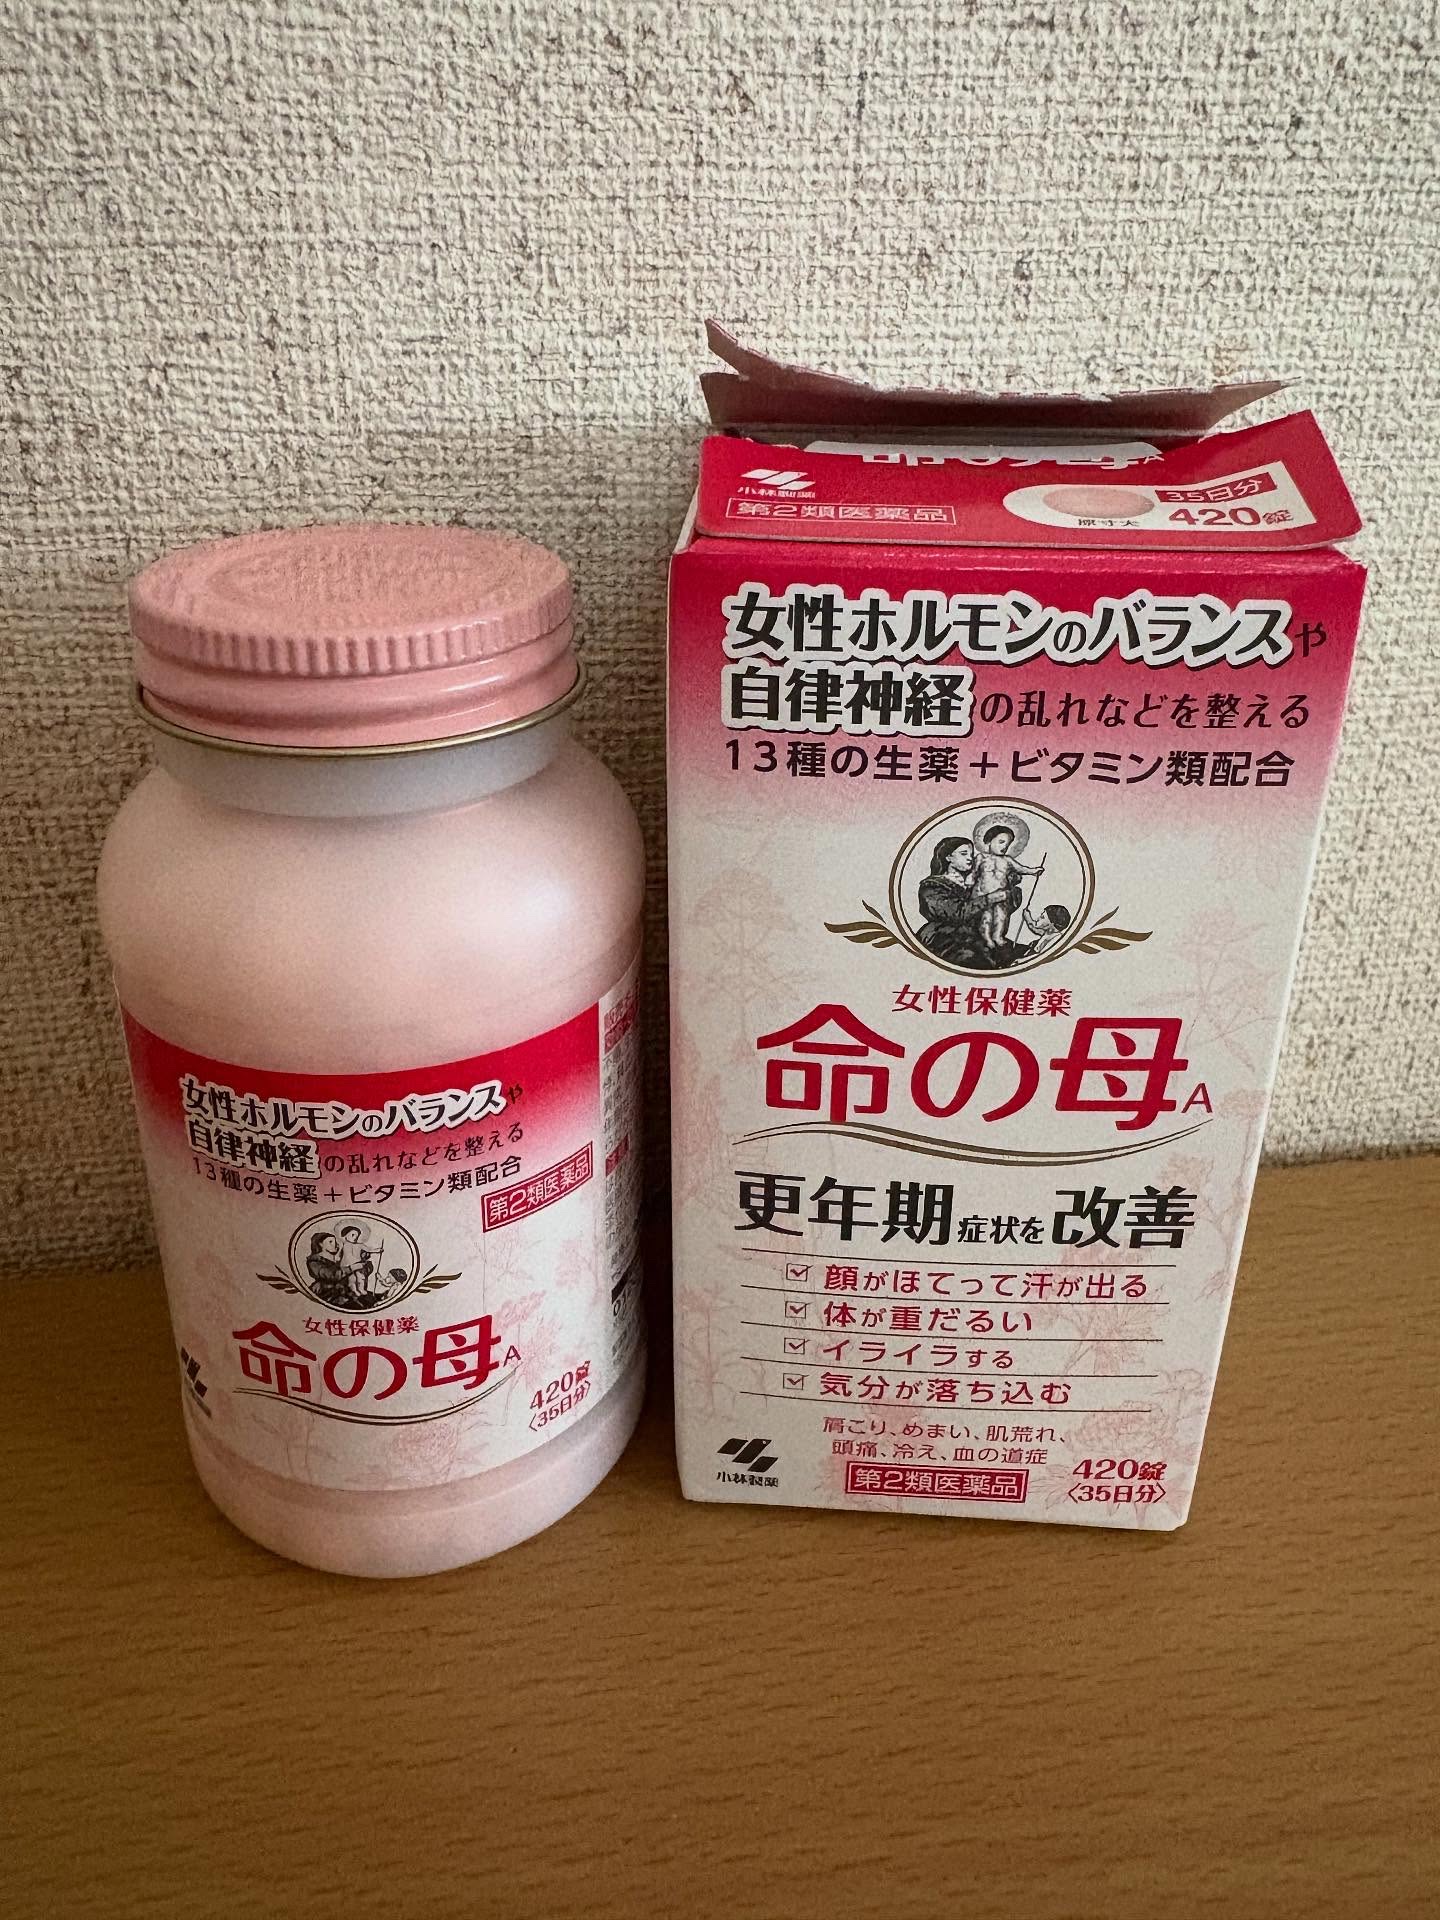 女性ホルモンのバランスや
自律神経の乱れなどを整える
13種の生薬+ビタミン類配合
第2類医薬品
女性保健薬
命の母A
420錠
〈35日分〉
命の母A
小林製薬
第2類医薬品
原寸大
35日分
420錠
女性ホルモンのバランスや
自律神経の乱れなどを整える
13種の生薬+ビタミン類配合
女性保健薬
命の母A
更年期症状を改善
顔がほてって汗が出る
体が重だるい
イライラする
気分が落ち込む
肩こり、めまい、肌荒れ、
頭痛、冷え、血の道症
小林製薬
第2類医薬品
420錠
〈35日分〉